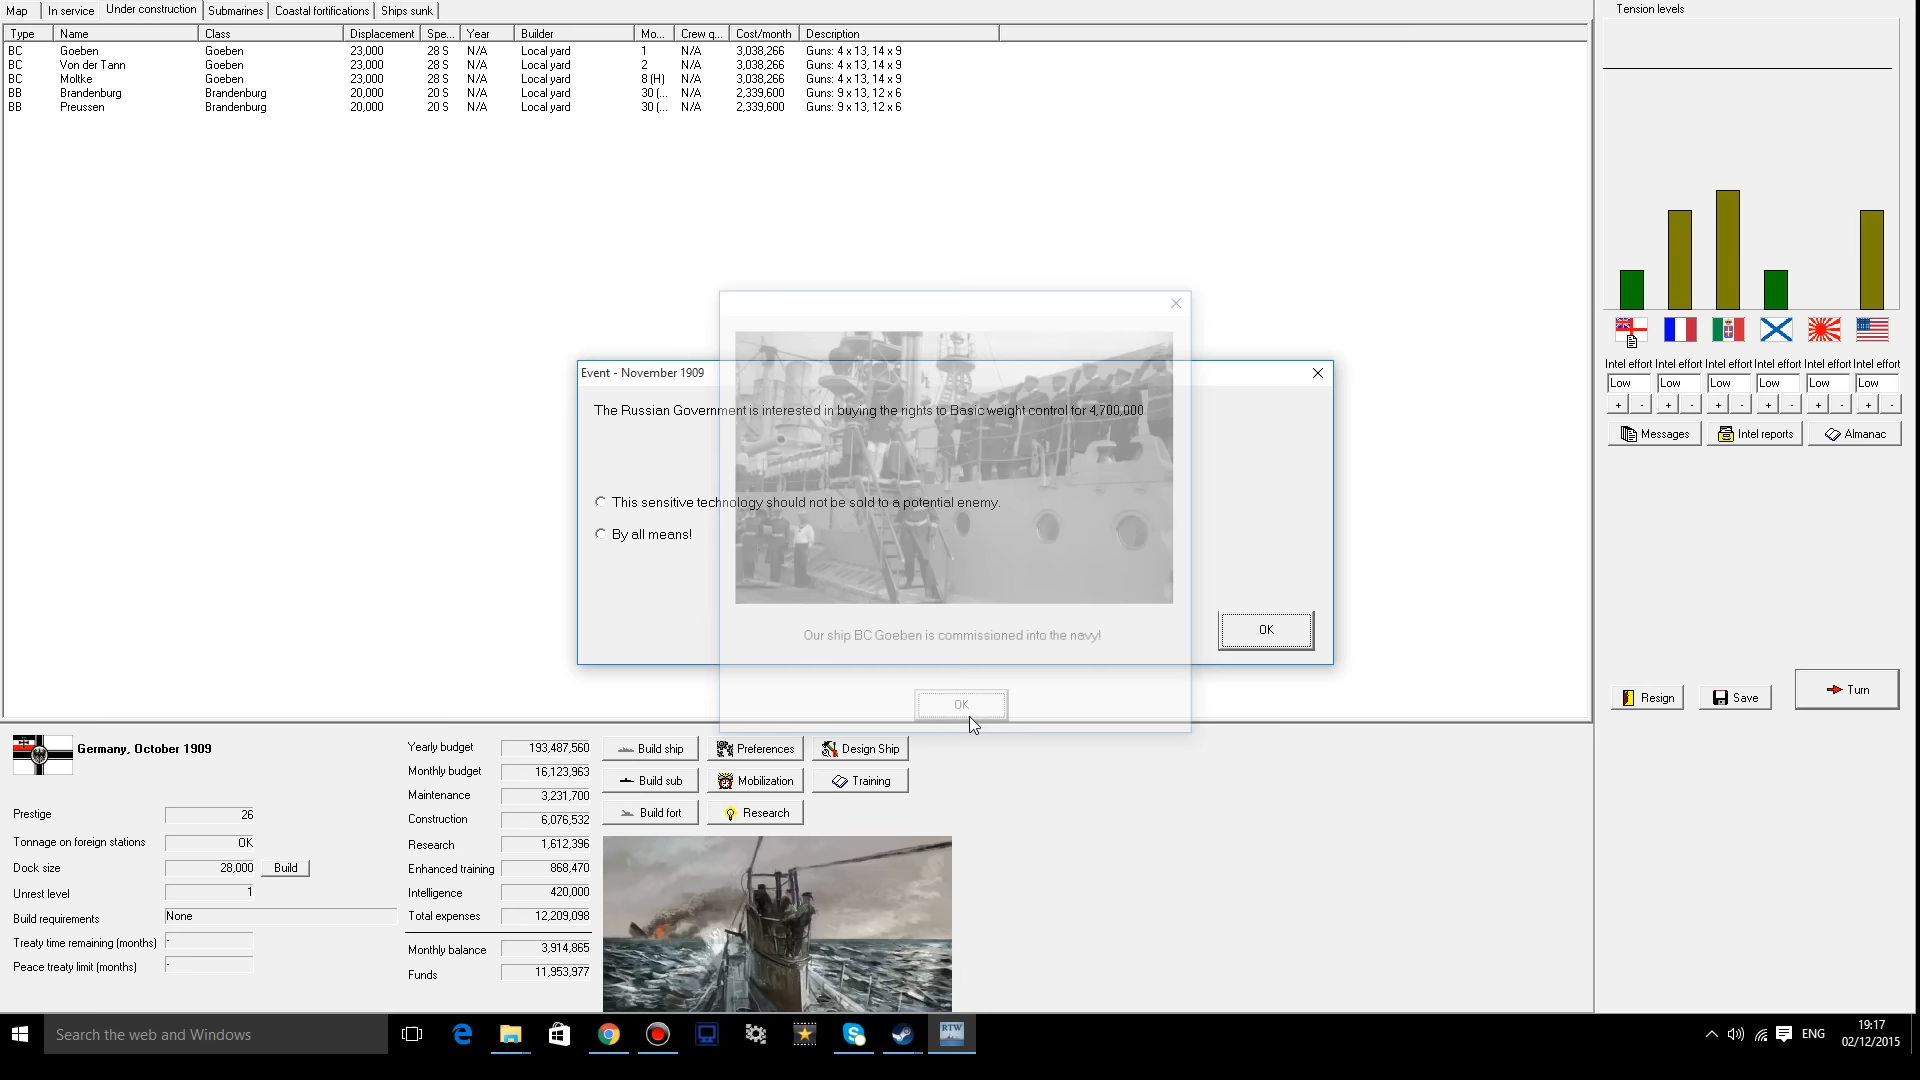 Map In service Under construction Submarines Coastal fortifications Ships sunk
Type Name Class Displacement Spe... Year Builder Mo... Crew q... Cost/month Description
BC Goeben Goeben 23,000 28 S N/A Local yard 1 N/A 3,038,266 Guns: 4 x 13, 14 x 9
BC Von der Tann Goeben 23,000 28 S N/A Local yard 2 N/A 3,038,266 Guns: 4 x 13, 14 x 9
BC Moltke Goeben 23,000 28 S N/A Local yard 8 (H) N/A 3,038,266 Guns: 4 x 13, 14 x 9
BB Brandenburg Brandenburg 20,000 20 S N/A Local yard 30 (... N/A 2,339,600 Guns: 9 x 13, 12 x 6
BB Preussen Brandenburg 20,000 20 S N/A Local yard 30 (... N/A 2,339,600 Guns: 9 x 13, 12 x 6
Event - November 1909
The Russian Government is interested in buying the rights to Basic weight control for 4,700,000
This sensitive technology should not be sold to a potential enemy.
By all means!
OK
Our ship BC Goeben is commissioned into the navy!
OK
Tension levels
Intel effort Intel effort Intel effort Intel effort Intel effort Intel effort
Low Low Low Low Low Low
+ - + - + - + - + - + -
Messages Intel reports Almanac
Resign Save Turn
Germany, October 1909
Prestige 26
Tonnage on foreign stations OK
Dock size 28,000 Build
Unrest level 1
Build requirements None
Treaty time remaining (months) -
Peace treaty limit (months) -
Yearly budget 193,487,560
Monthly budget 16,123,963
Maintenance 3,231,700
Construction 6,076,532
Research 1,612,396
Enhanced training 868,470
Intelligence 420,000
Total expenses 12,209,098
Monthly balance 3,914,865
Funds 11,953,977
Build ship Preferences Design Ship
Build sub Mobilization Training
Build fort Research
Search the web and Windows
RTW
ENG
19:17
02/12/2015